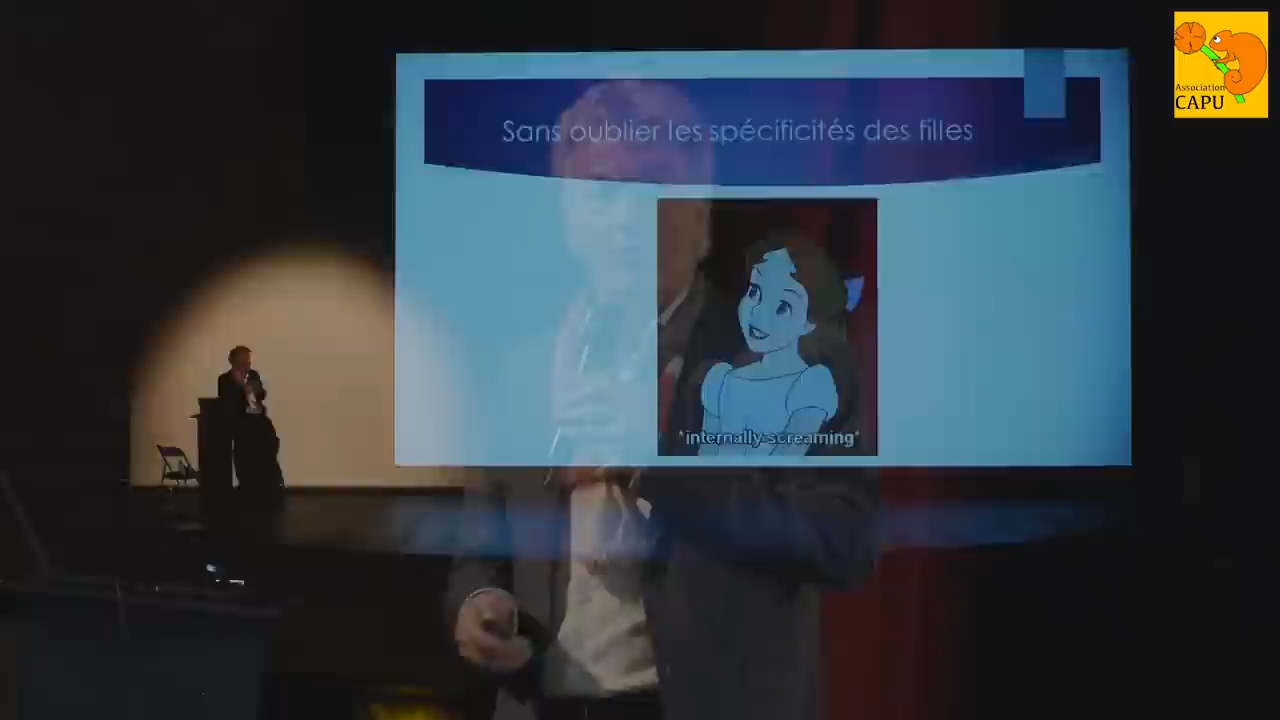 Association
CAPU
Sans oublier les spécificités des filles
*internally screaming*